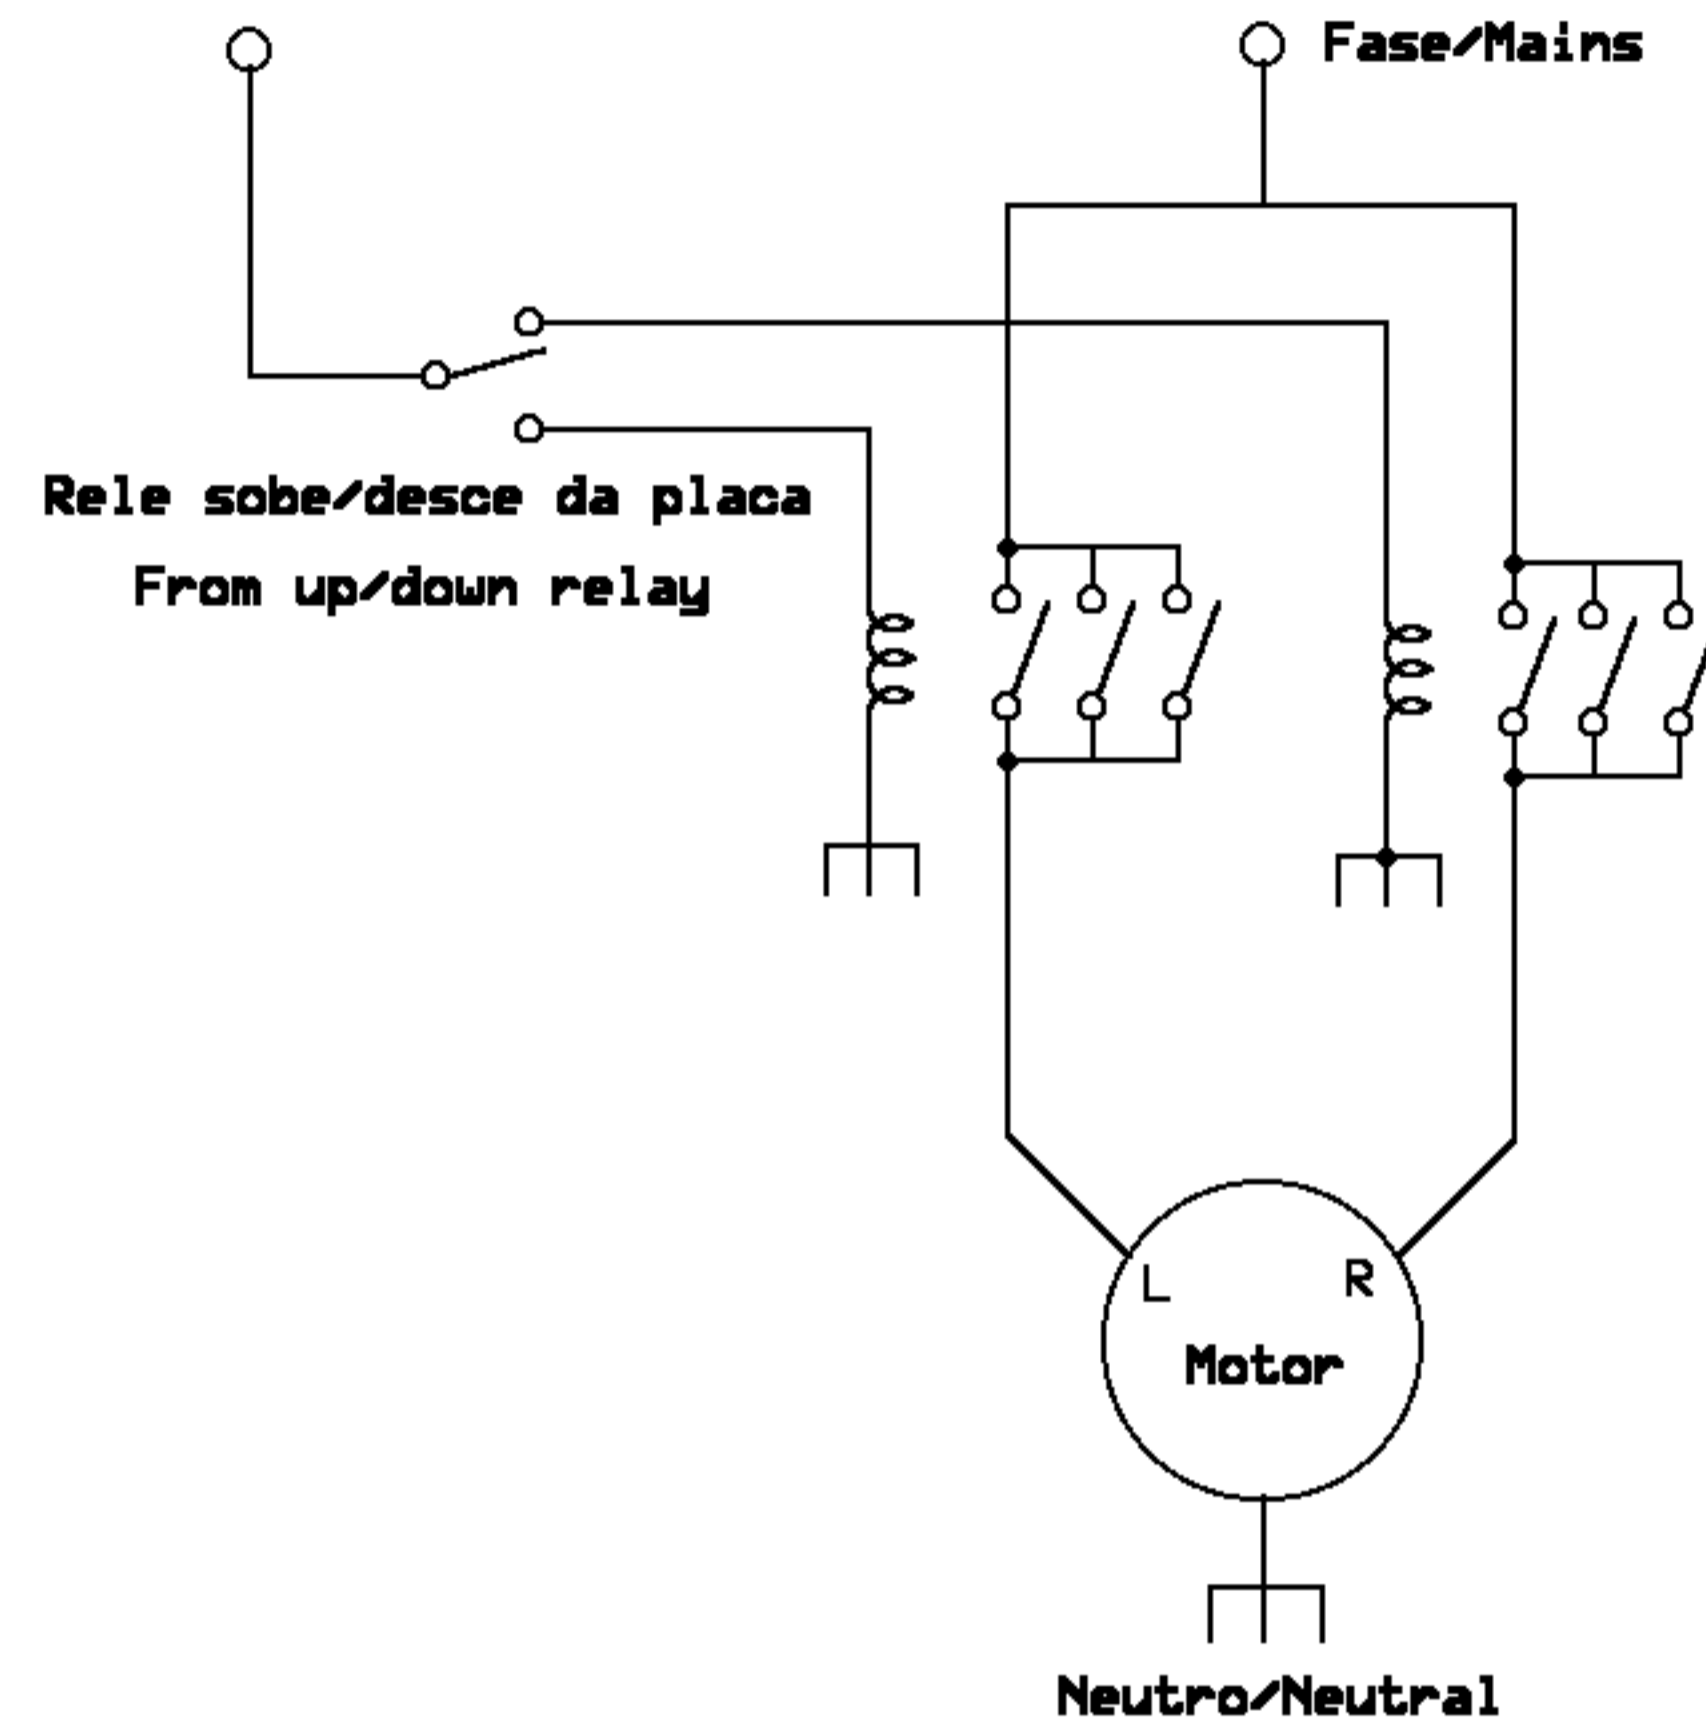 Fase/Mains
Rele sobe/desce da placa
From up/down relay
L R
Motor
Neutro/Neutral